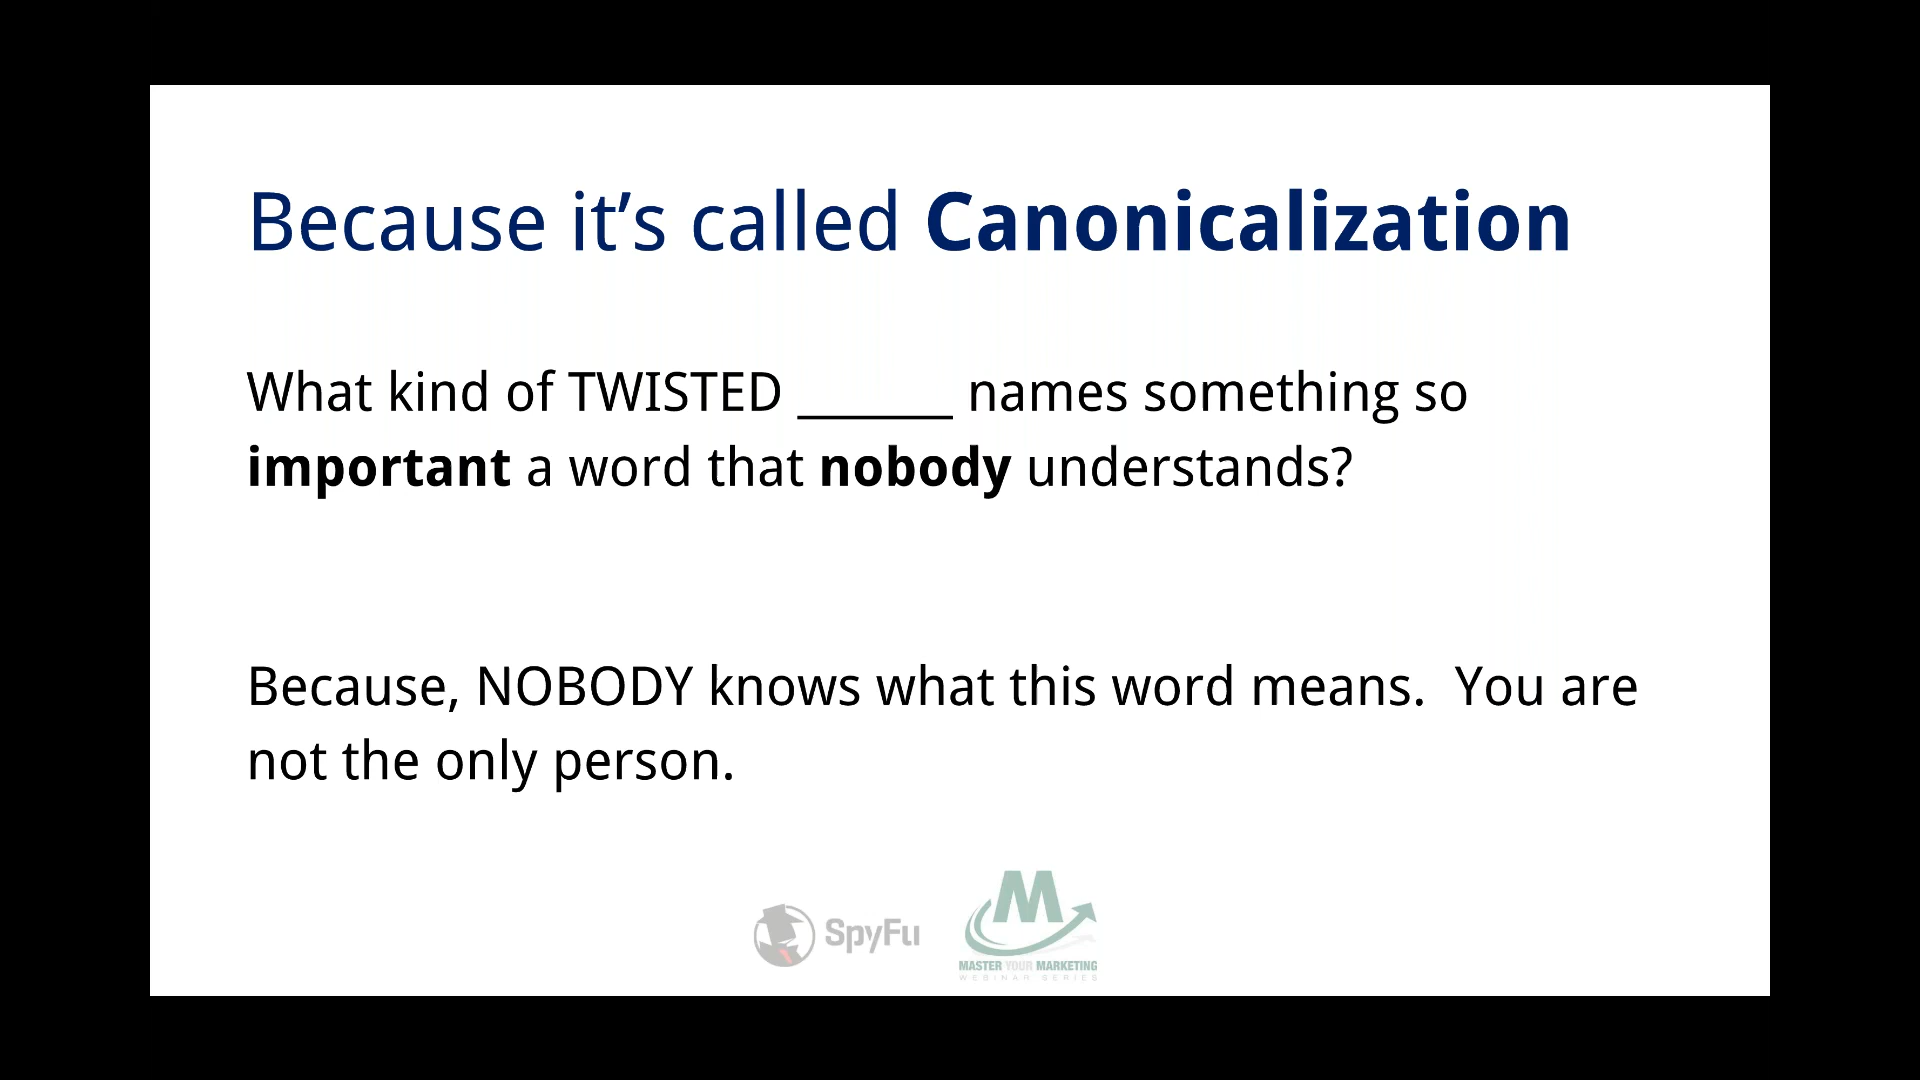 Because it’s called Canonicalization
What kind of TWISTED ______ names something so
important a word that nobody understands?
Because, NOBODY knows what this word means.  You are
not the only person.
SpyFu
M
MASTER YOUR MARKETING
WEBINAR SERIES